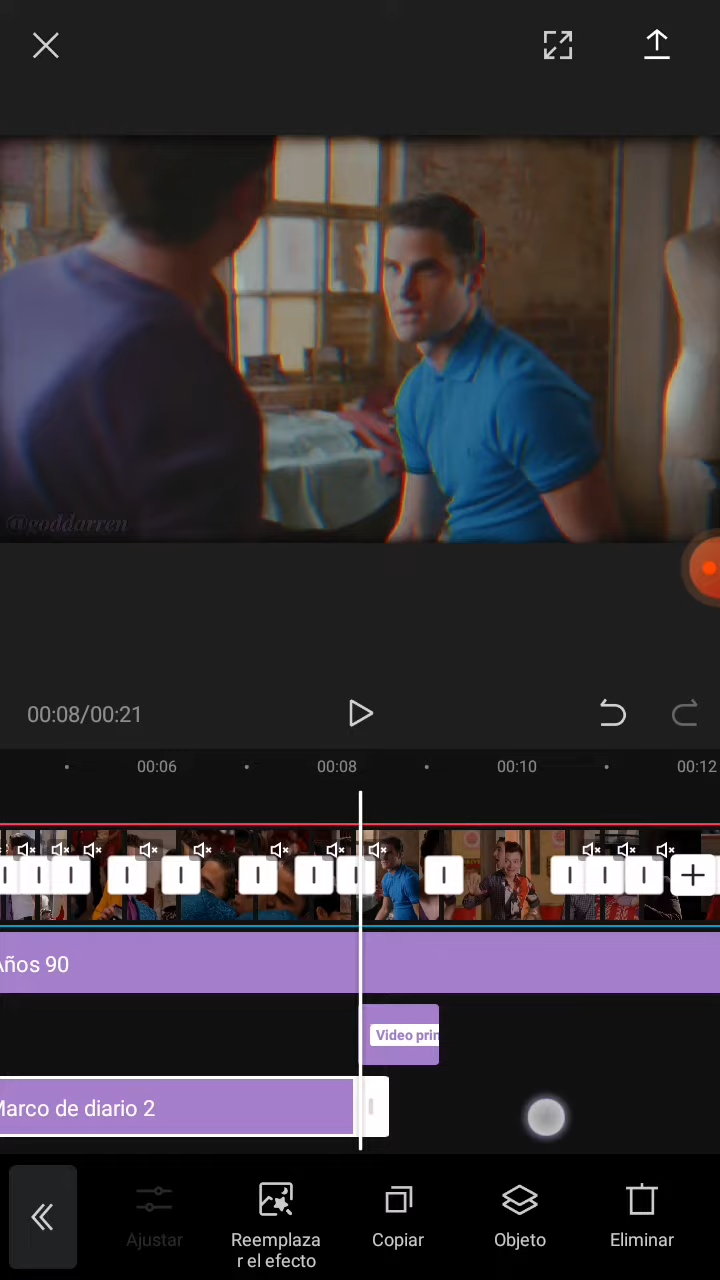 @goddarren
00:08/00:21
00:06 00:08 00:10 00:12
Años 90
Video prin
Marco de diario 2
Ajustar
Reemplaza
r el efecto
Copiar
Objeto
Eliminar